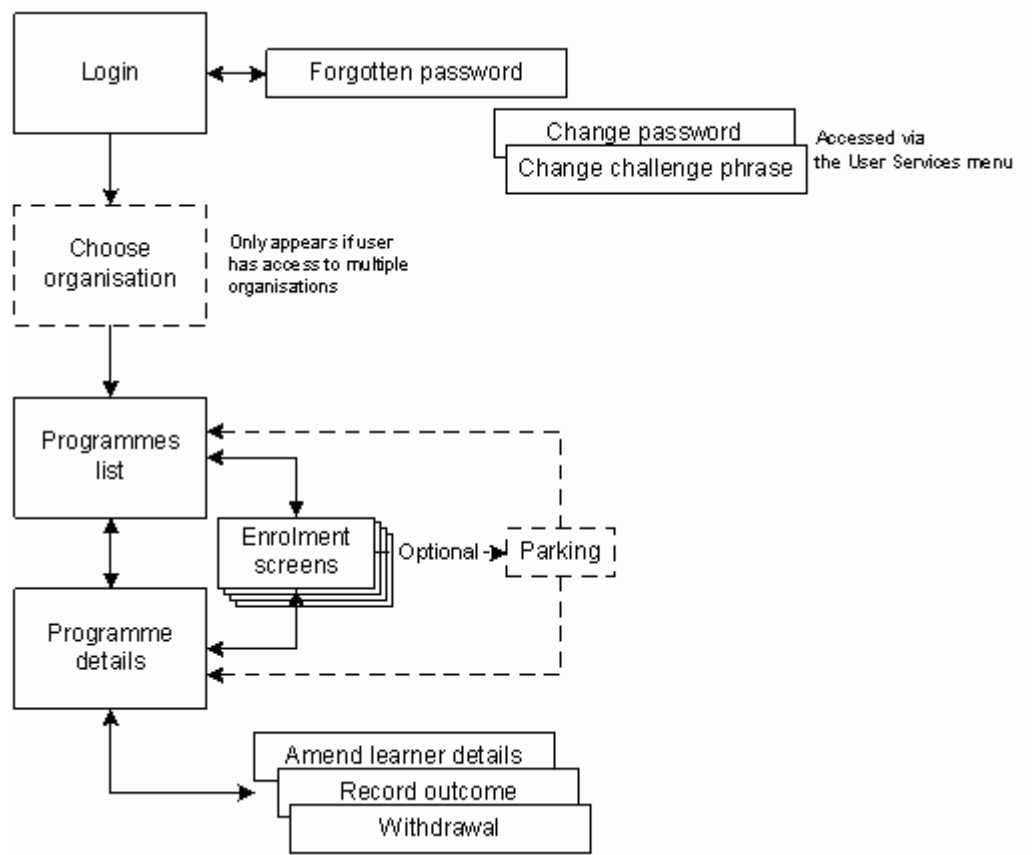 Login
Forgotten password
Change password
Change challenge phrase
Accessed via
the User Services menu
Choose
organisation
Only appears if user
has access to multiple
organisations
Programmes
list
Enrolment
screens
Optional
Parking
Programme
details
Amend learner details
Record outcome
Withdrawal